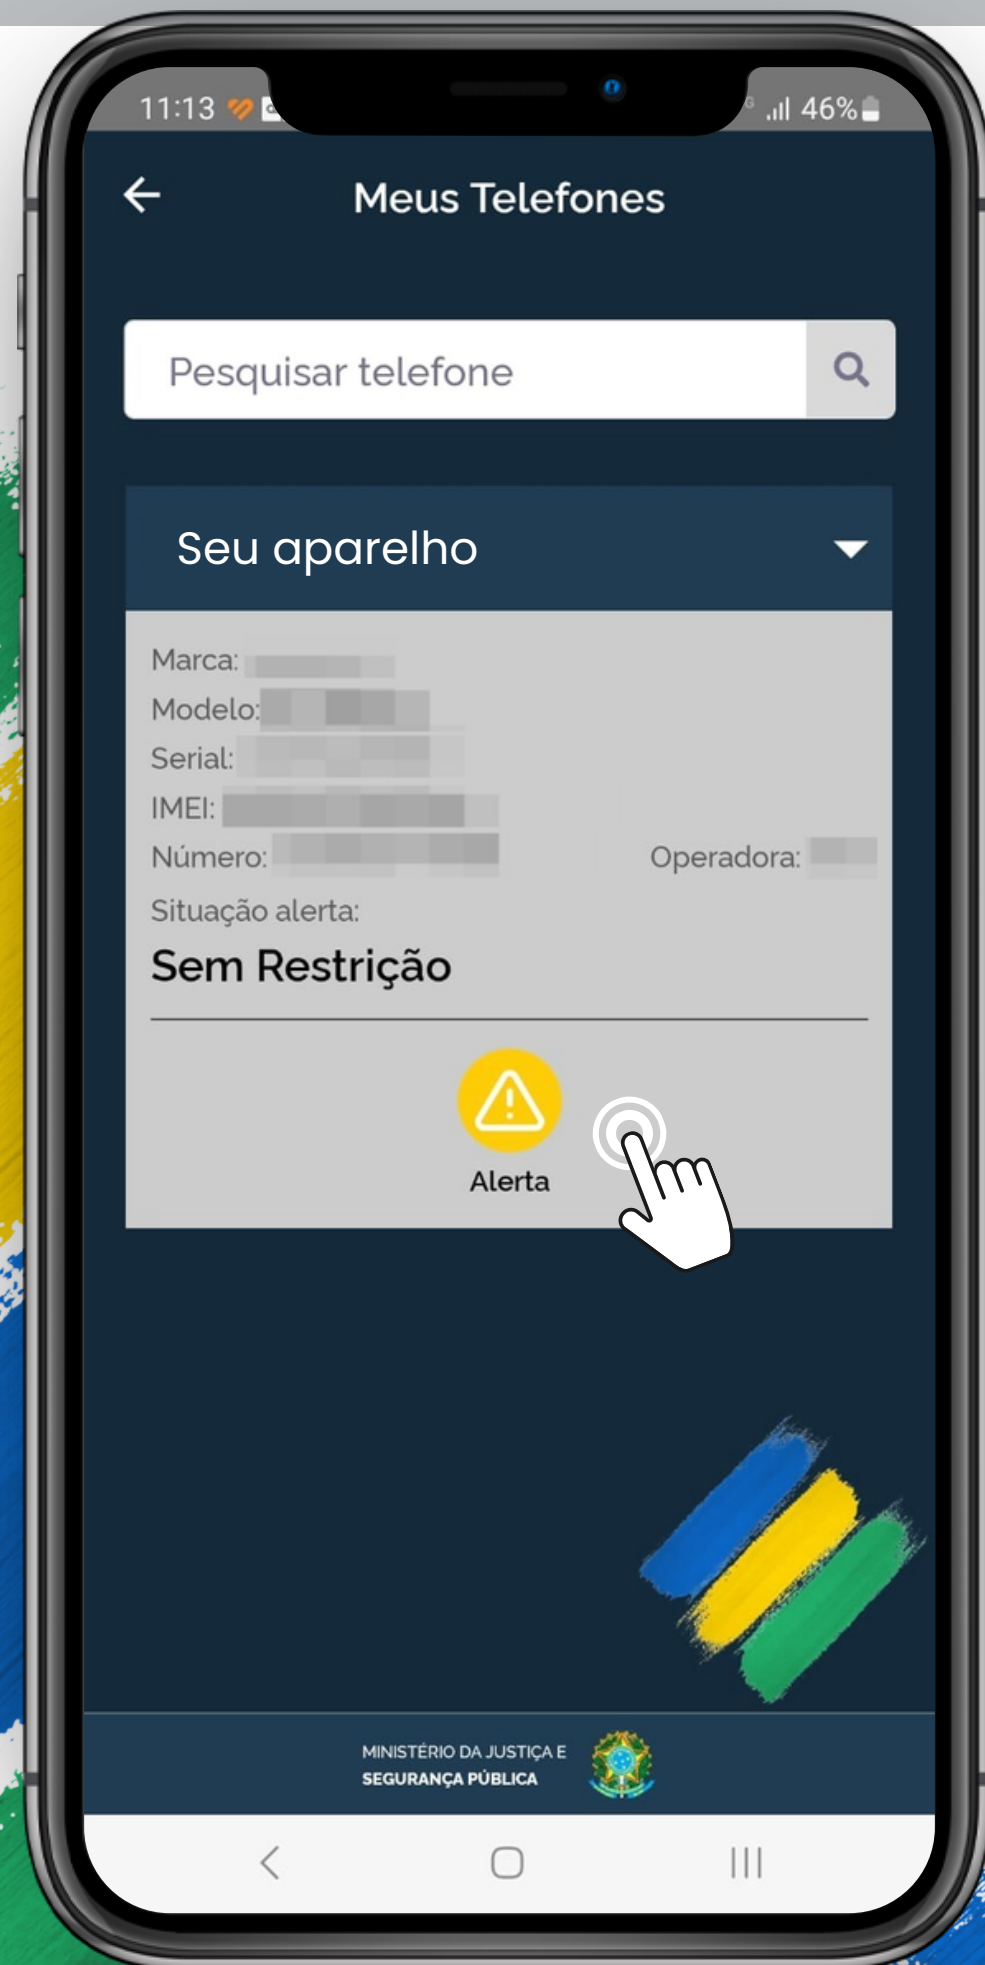 11:13
46%
Meus Telefones
Pesquisar telefone
Seu aparelho
Marca:
Modelo:
Serial:
IMEI:
Número:
Operadora:
Situação alerta:
Sem Restrição
Alerta
MINISTÉRIO DA JUSTIÇA E
SEGURANÇA PÚBLICA